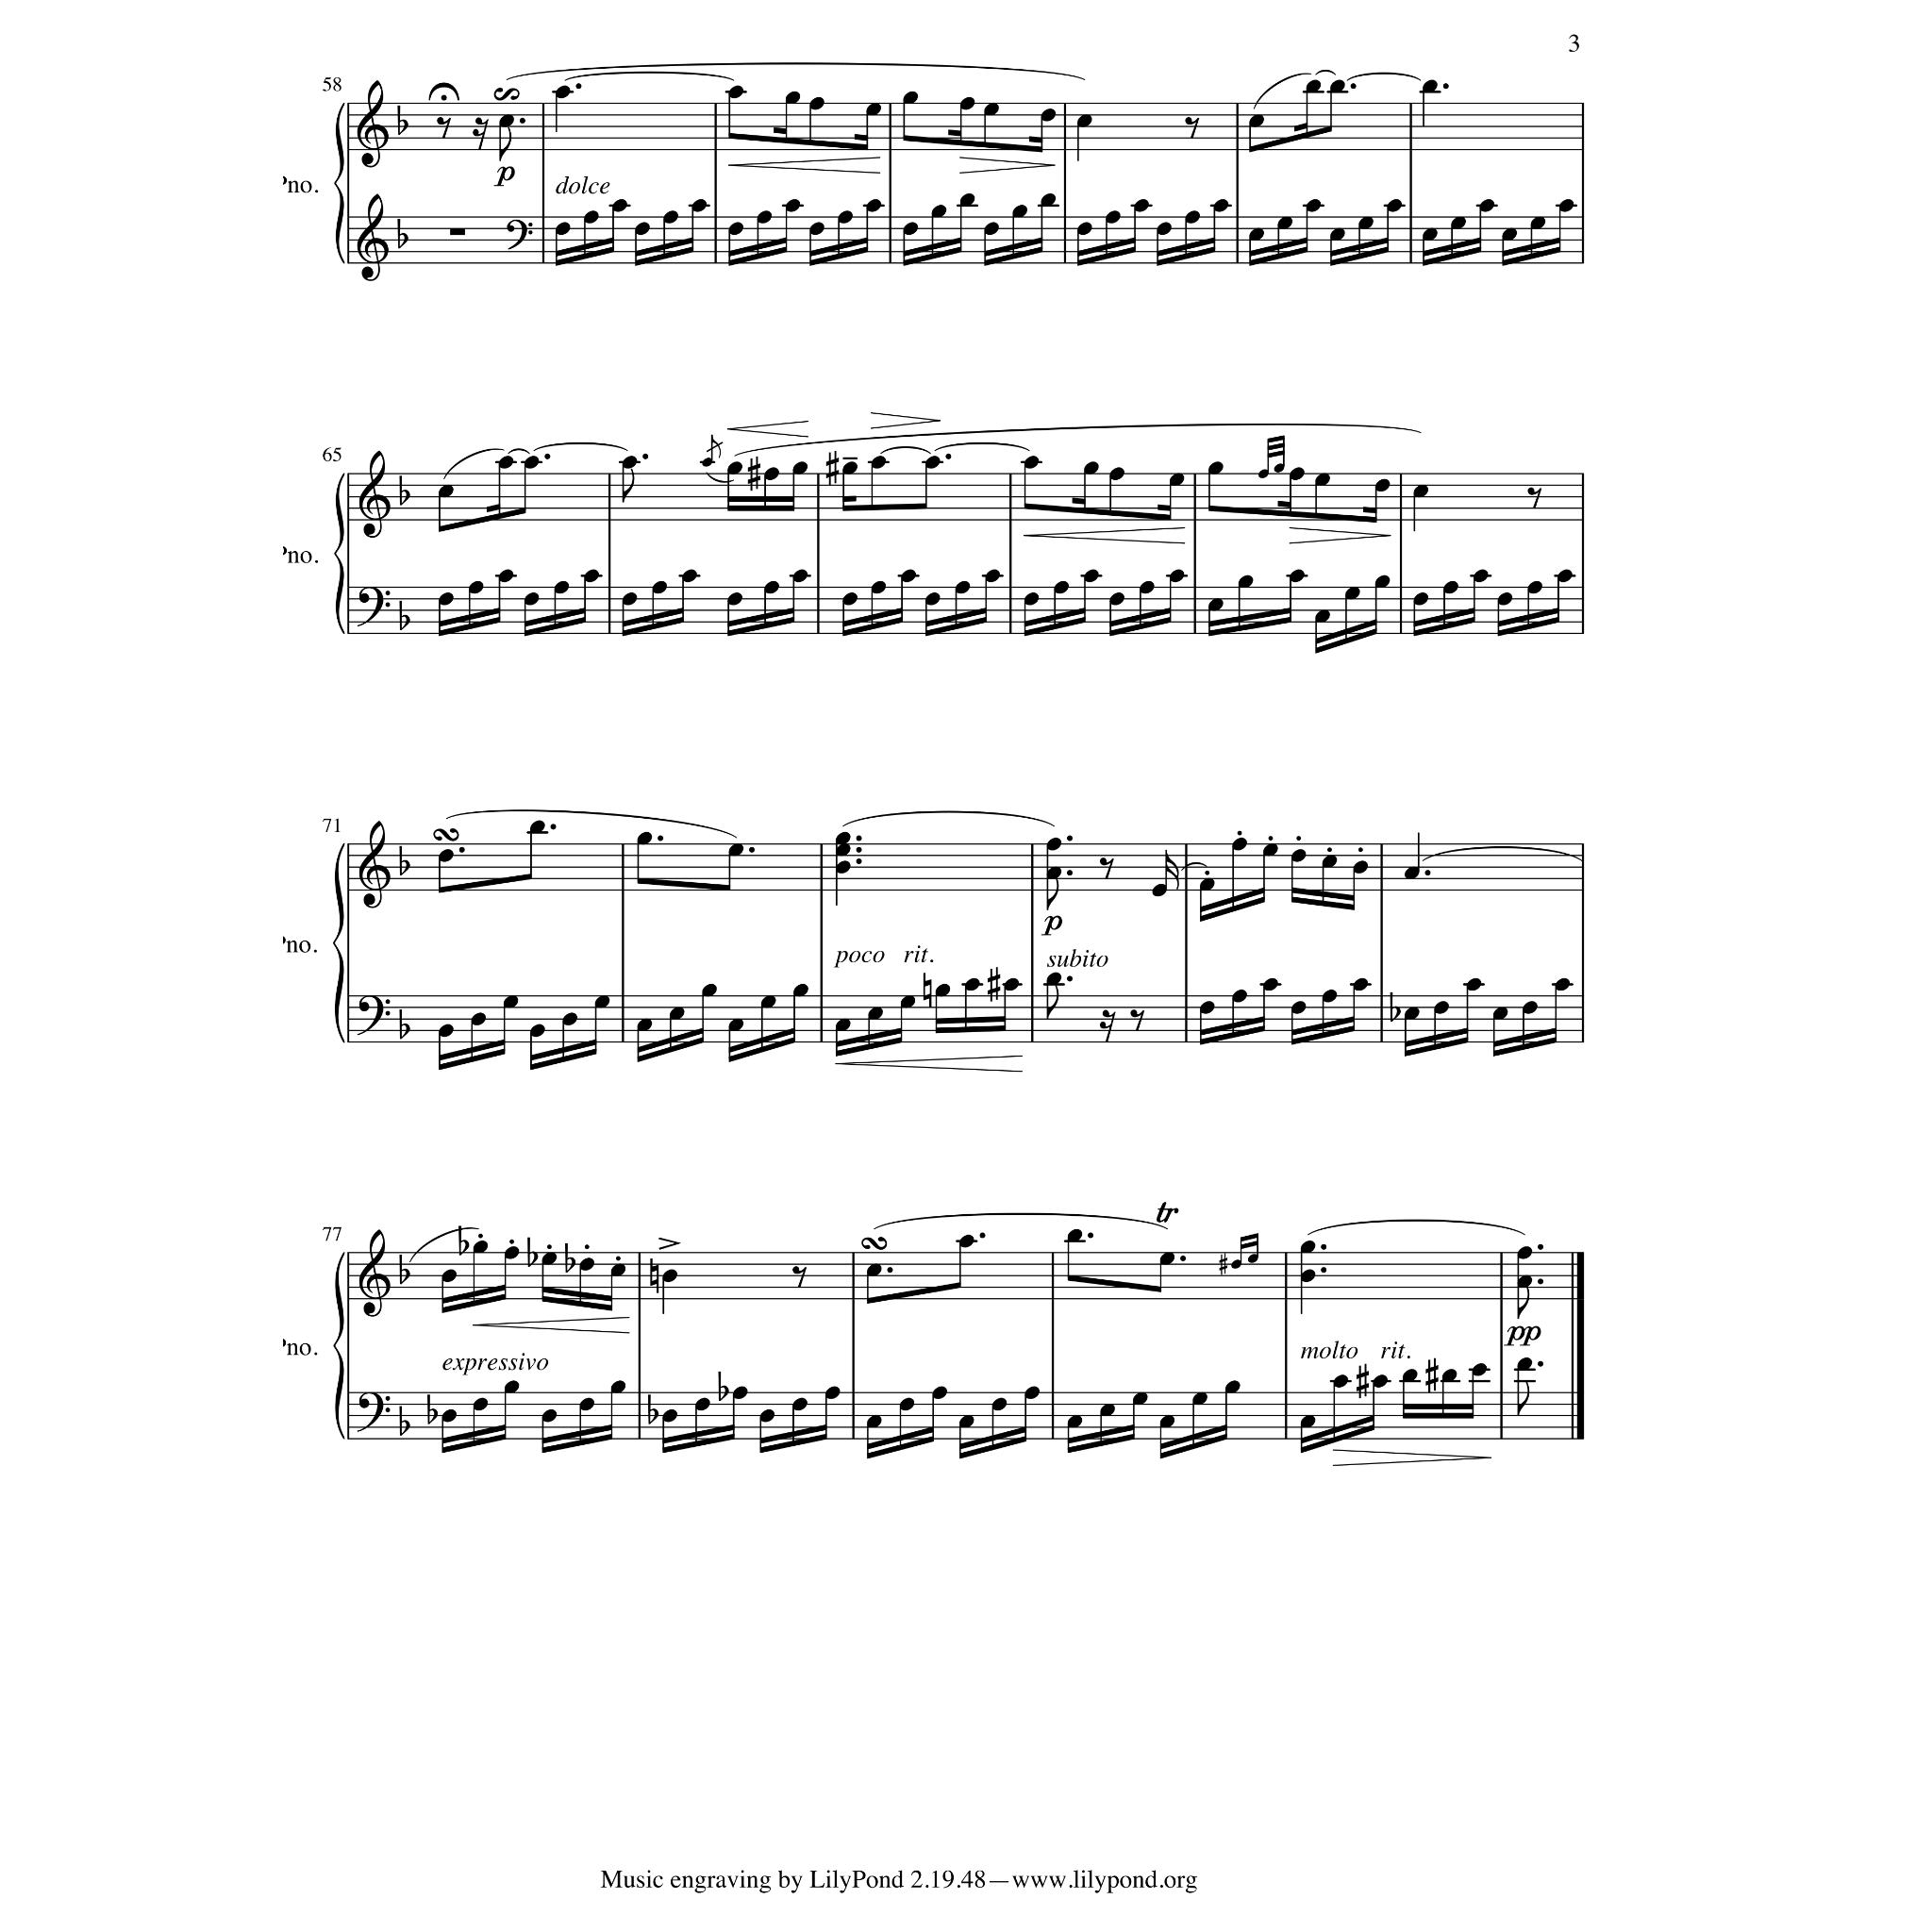 3
58
p
no.
dolce
65
no.
71
p
no.
poco rit.
subito
77
tr
pp
no.
molto rit.
expressivo
Music engraving by LilyPond 2.19.48—www.lilypond.org